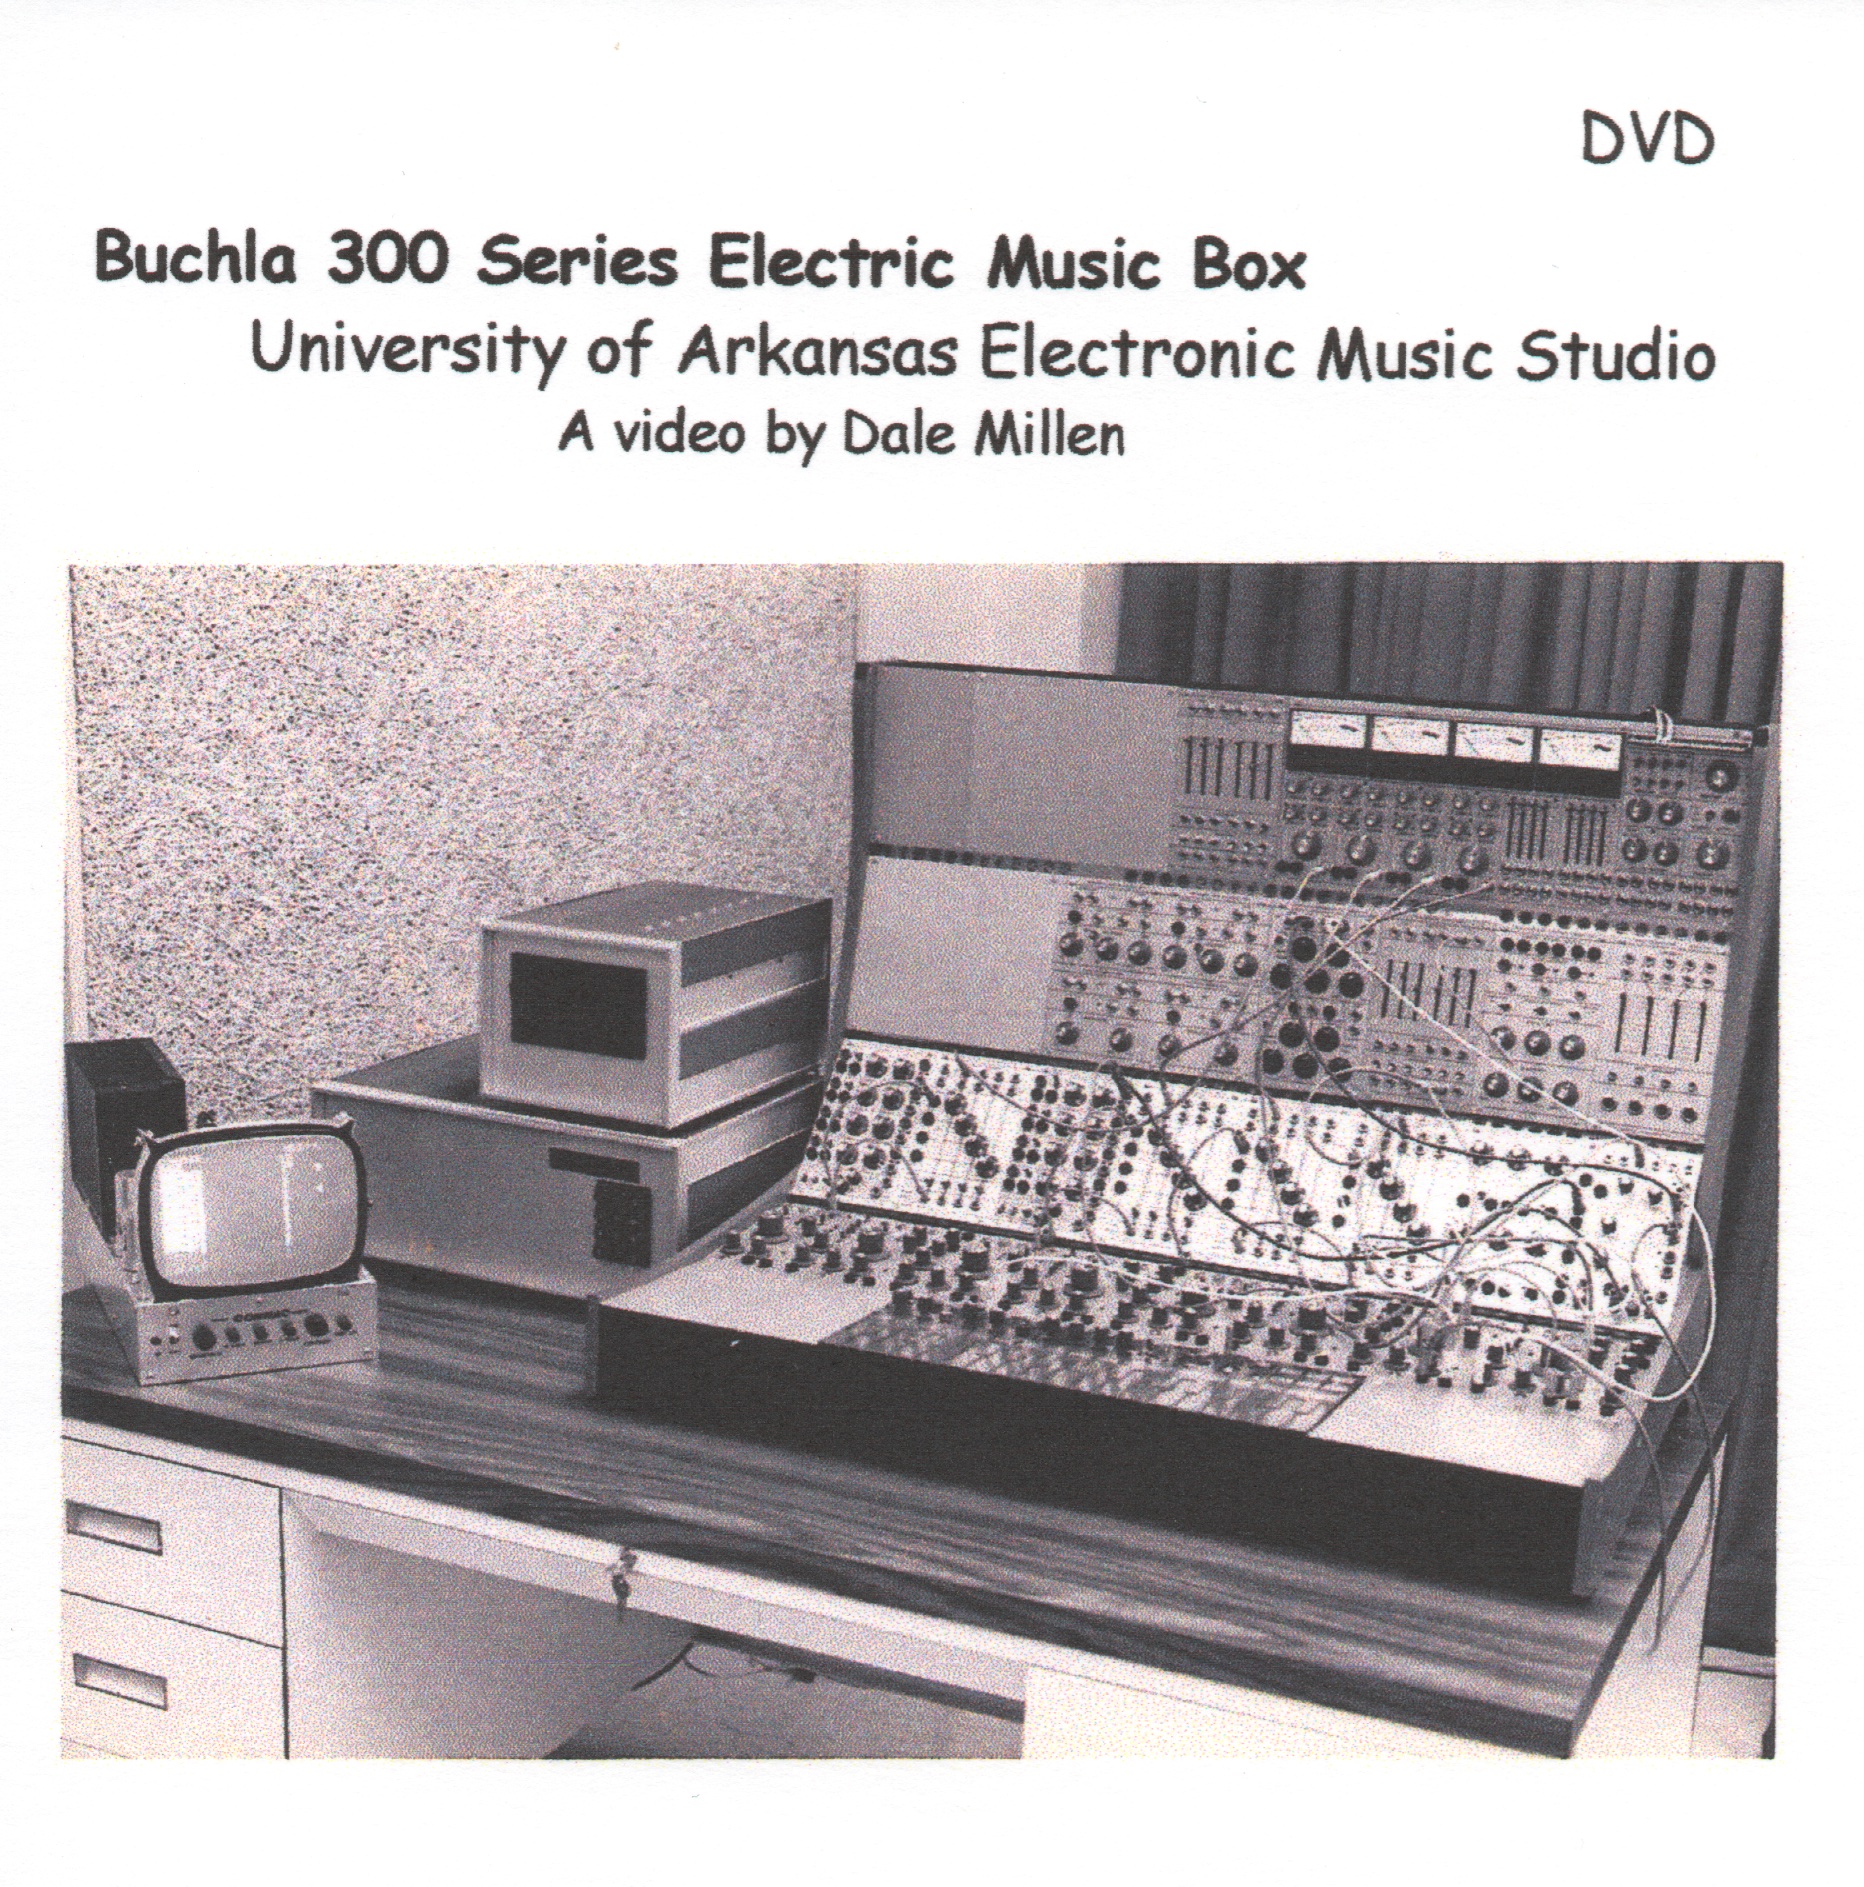 DVD
Buchla 300 Series Electric Music Box
University of Arkansas Electronic Music Studio
A video by Dale Millen